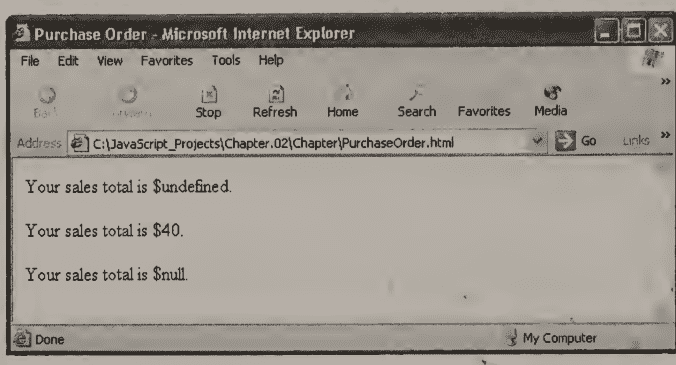 Purchase Order - Microsoft Internet Explorer
File Edit View Favorites Tools Help
»
Back Stop Refresh Home Search Favorites Media
Address C:\JavaScript_Projects\Chapter.02\Chapter\PurchaseOrder.html Go Links »
Your sales total is $undefined.
Your sales total is $40.
Your sales total is $null.
Done My Computer